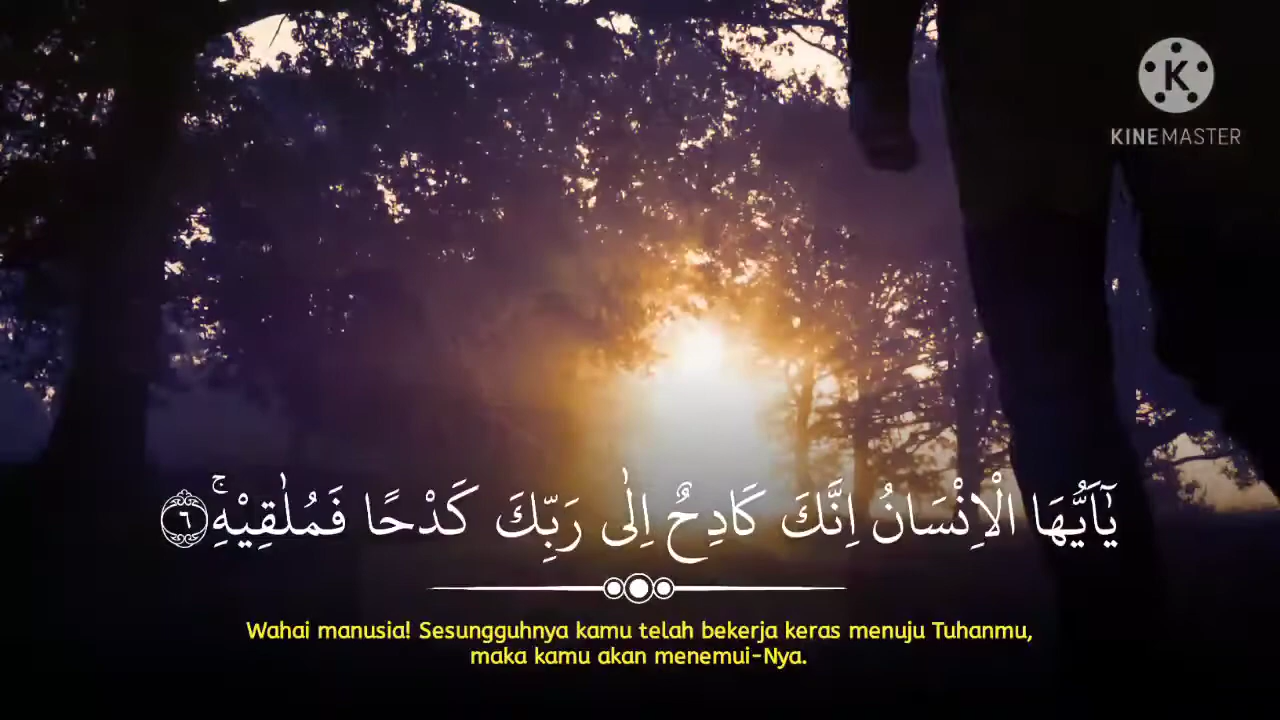 KINEMASTER
يٰٓاَيُّهَا الْاِنْسَانُ اِنَّكَ كَادِحٌ اِلٰى رَبِّكَ كَدْحًا فَمُلٰقِيْهِۚ ٦
Wahai manusia! Sesungguhnya kamu telah bekerja keras menuju Tuhanmu,
maka kamu akan menemui-Nya.